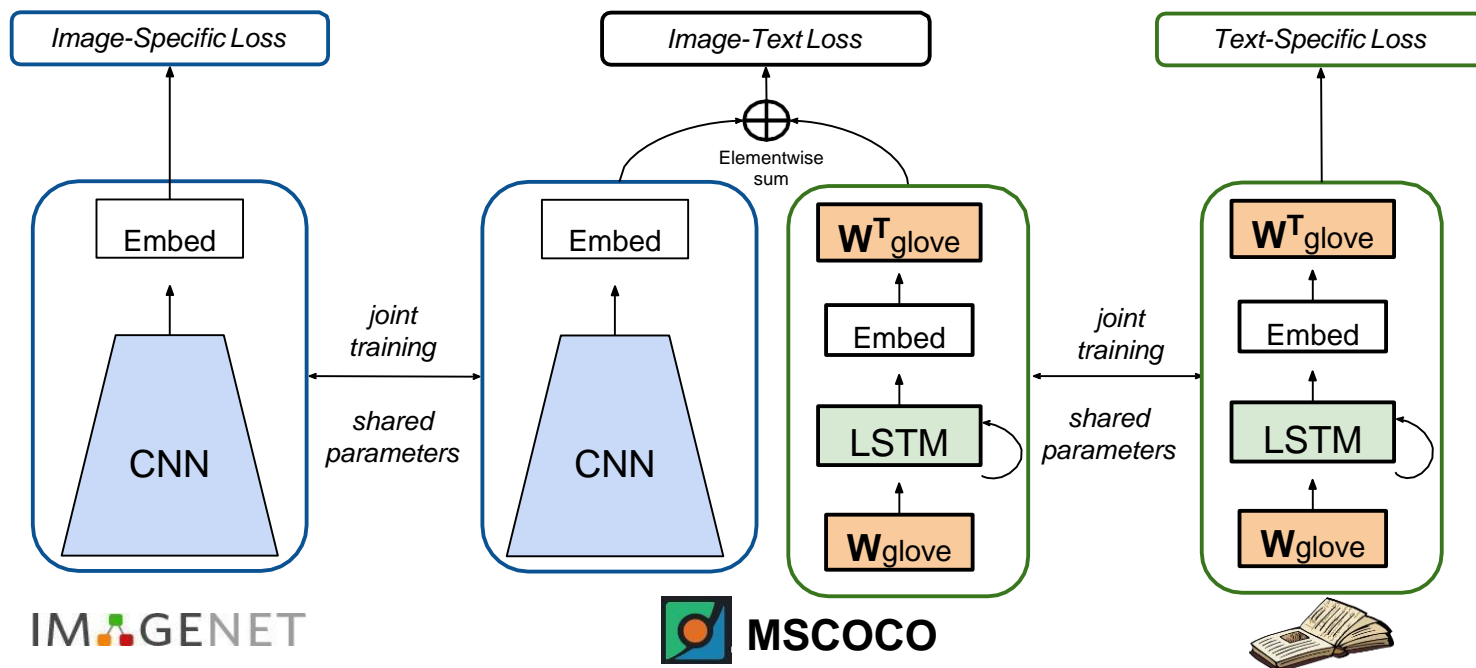 Image-Specific Loss
Image-Text Loss
Text-Specific Loss
Elementwise
sum
Embed
CNN
joint
training
shared
parameters
Embed
CNN
WTglove
Embed
LSTM
Wglove
joint
training
shared
parameters
WTglove
Embed
LSTM
Wglove
IMAGENET
MSCOCO